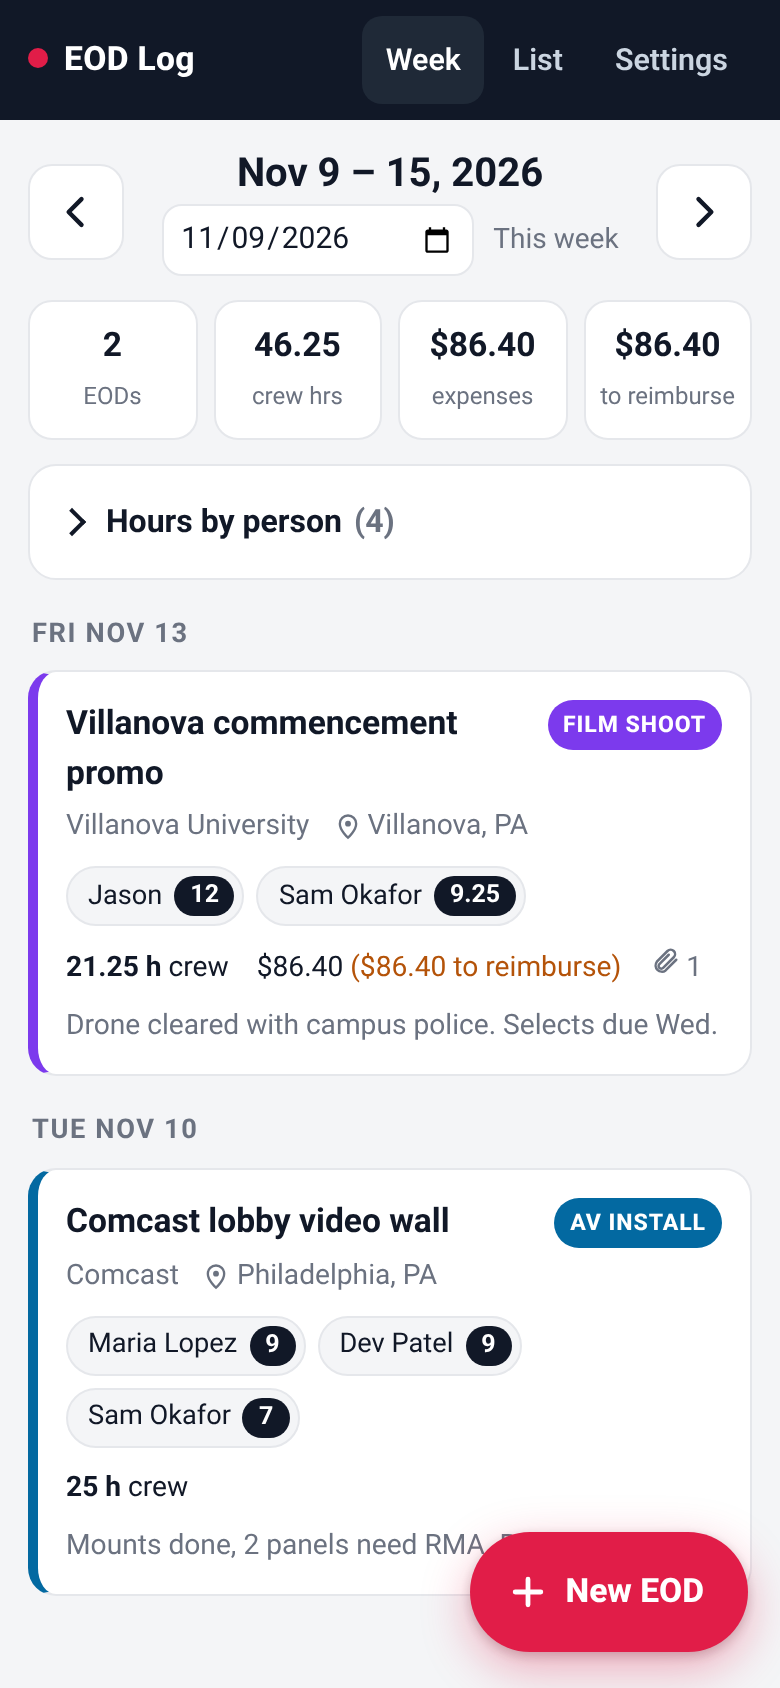 EOD Log
Week
List
Settings
Nov 9 – 15, 2026
11/09/2026
This week
2
EODs
46.25
crew hrs
$86.40
expenses
$86.40
to reimburse
Hours by person (4)
FRI NOV 13
Villanova commencement
promo
FILM SHOOT
Villanova University
Villanova, PA
Jason 12
Sam Okafor 9.25
21.25 h crew
$86.40 ($86.40 to reimburse)
1
Drone cleared with campus police. Selects due Wed.
TUE NOV 10
Comcast lobby video wall
AV INSTALL
Comcast
Philadelphia, PA
Maria Lopez 9
Dev Patel 9
Sam Okafor 7
25 h crew
Mounts done, 2 panels need RMA.
+ New EOD